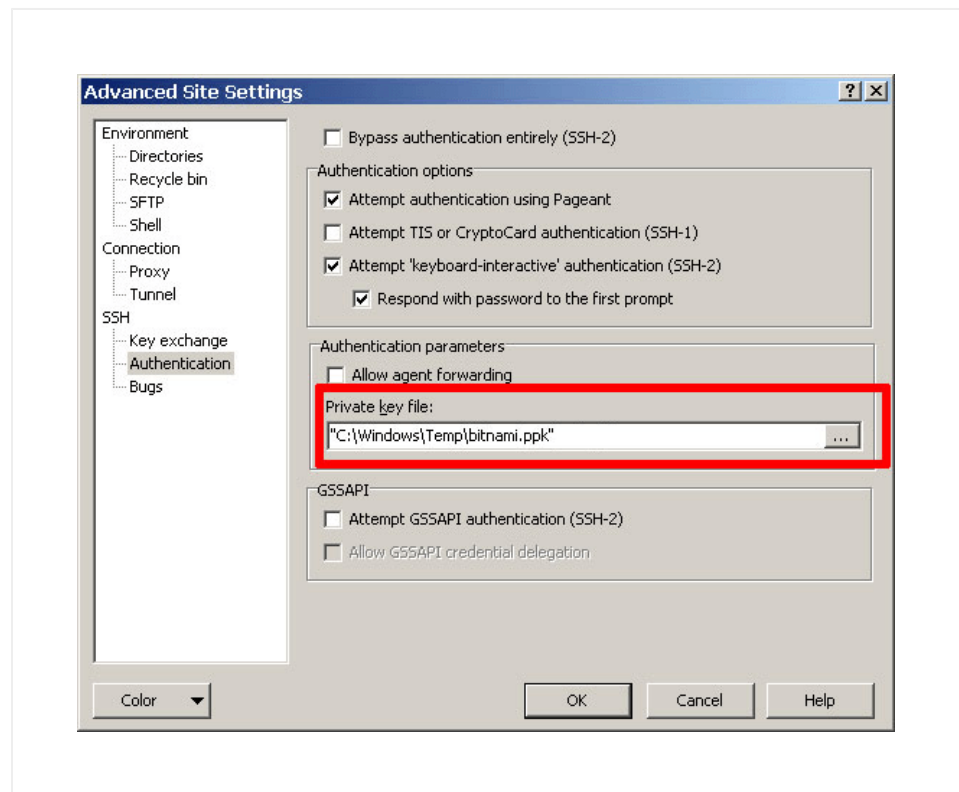 Advanced Site Settings
Environment
Directories
Recycle bin
SFTP
Shell
Connection
Proxy
Tunnel
SSH
Key exchange
Authentication
Bugs
Bypass authentication entirely (SSH-2)
Authentication options
Attempt authentication using Pageant
Attempt TIS or CryptoCard authentication (SSH-1)
Attempt 'keyboard-interactive' authentication (SSH-2)
Respond with password to the first prompt
Authentication parameters
Allow agent forwarding
Private key file:
"C:\Windows\Temp\bitnami.ppk"
...
GSSAPI
Attempt GSSAPI authentication (SSH-2)
Allow GSSAPI credential delegation
Color
OK
Cancel
Help